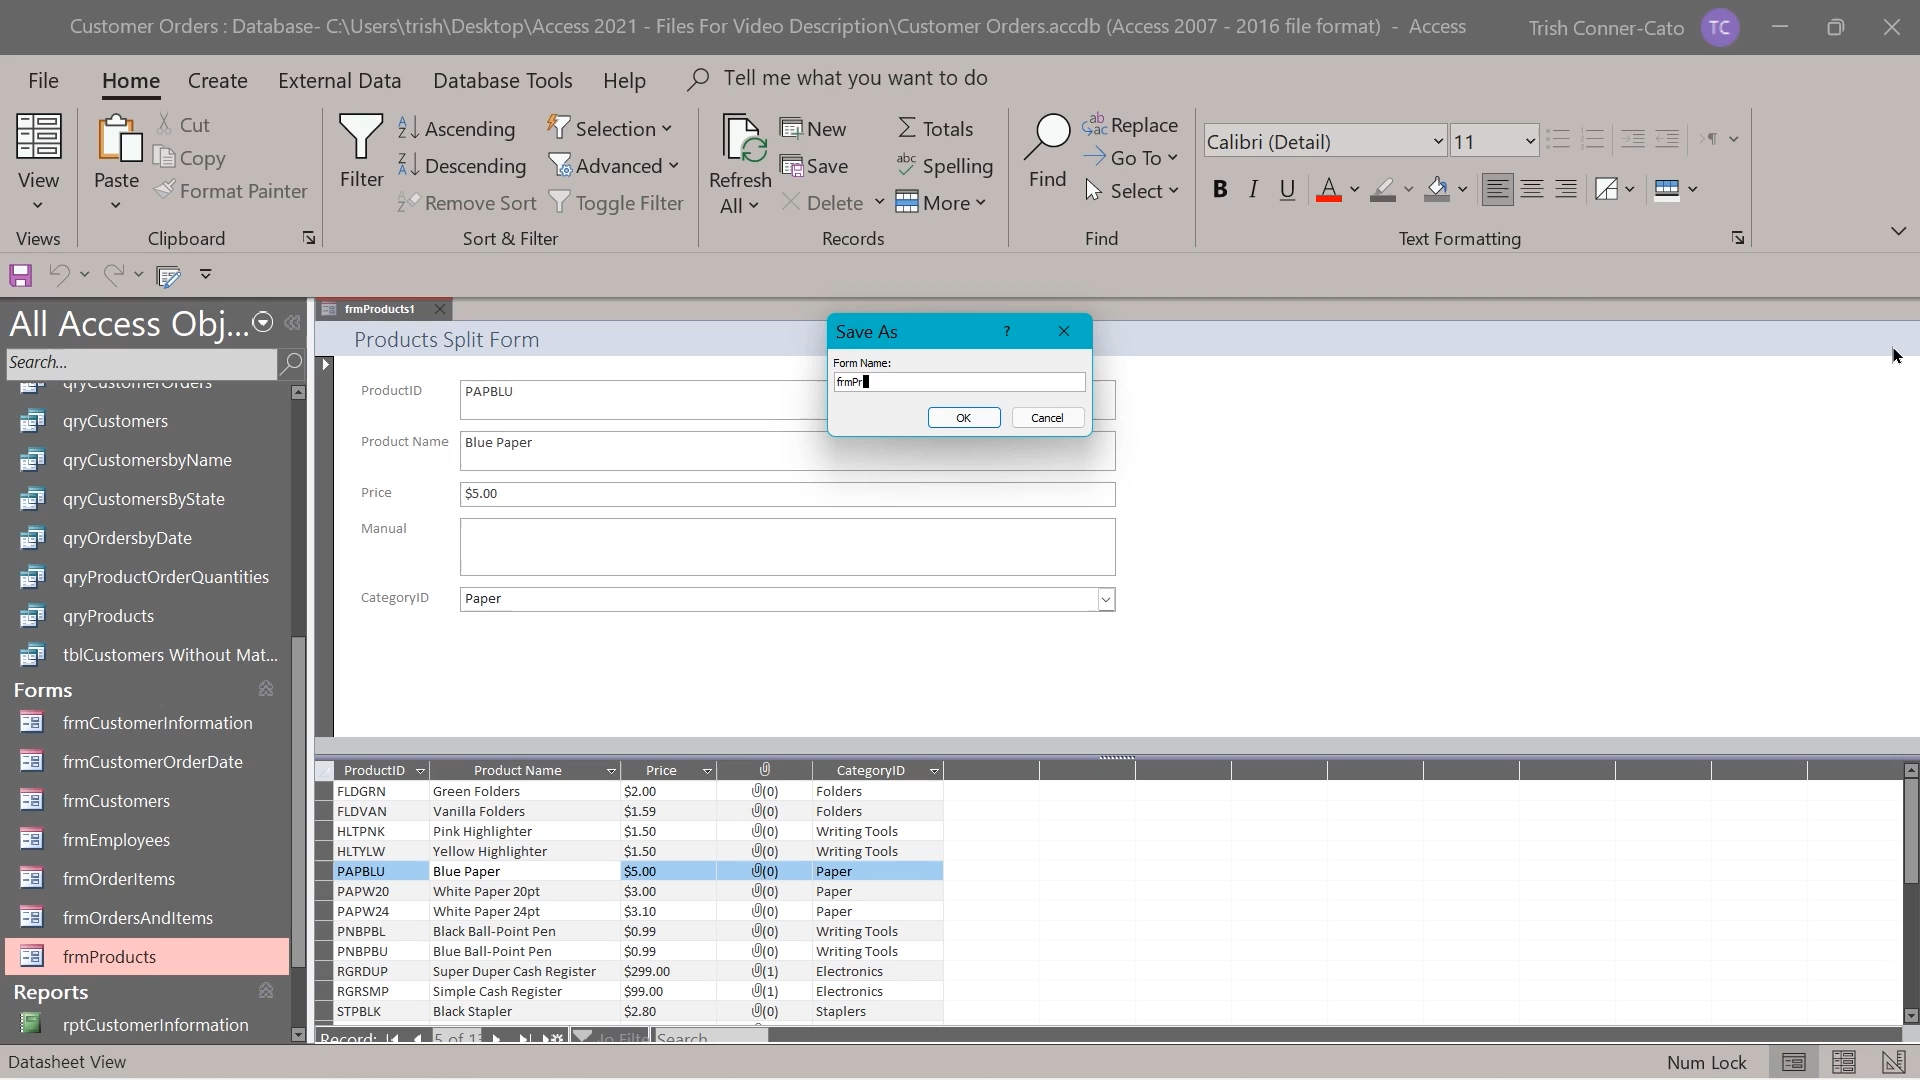 Customer Orders : Database- C:\Users\trish\Desktop\Access 2021 - Files For Video Description\Customer Orders.accdb (Access 2007 - 2016 file format) - Access
Trish Conner-Cato TC
File Home Create External Data Database Tools Help Tell me what you want to do
View
Views
Paste
Cut
Copy
Format Painter
Clipboard
Filter
Ascending
Descending
Remove Sort
Selection
Advanced
Toggle Filter
Sort & Filter
Refresh
All
New
Save
Delete
Totals
Spelling
More
Records
Find
Replace
Go To
Select
Find
Calibri (Detail) 11
B I U A
Text Formatting
All Access Obj...
Search...
qryCustomerOrders
qryCustomers
qryCustomersbyName
qryCustomersByState
qryOrdersbyDate
qryProductOrderQuantities
qryProducts
tblCustomers Without Mat...
Forms
frmCustomerInformation
frmCustomerOrderDate
frmCustomers
frmEmployees
frmOrderItems
frmOrdersAndItems
frmProducts
Reports
rptCustomerInformation
frmProducts1
Products Split Form
ProductID PAPBLU
Product Name Blue Paper
Price $5.00
Manual
CategoryID Paper
Save As ?
Form Name:
frmPr
OK Cancel
ProductID Product Name Price CategoryID
FLDGRN Green Folders $2.00 (0) Folders
FLDVAN Vanilla Folders $1.59 (0) Folders
HLTPNK Pink Highlighter $1.50 (0) Writing Tools
HLTYLW Yellow Highlighter $1.50 (0) Writing Tools
PAPBLU Blue Paper $5.00 (0) Paper
PAPW20 White Paper 20pt $3.00 (0) Paper
PAPW24 White Paper 24pt $3.10 (0) Paper
PNBPBL Black Ball-Point Pen $0.99 (0) Writing Tools
PNBPBU Blue Ball-Point Pen $0.99 (0) Writing Tools
RGRDUP Super Duper Cash Register $299.00 (1) Electronics
RGRSMP Simple Cash Register $99.00 (1) Electronics
STPBLK Black Stapler $2.80 (0) Staplers
Record: 5 of Search
Datasheet View
Num Lock